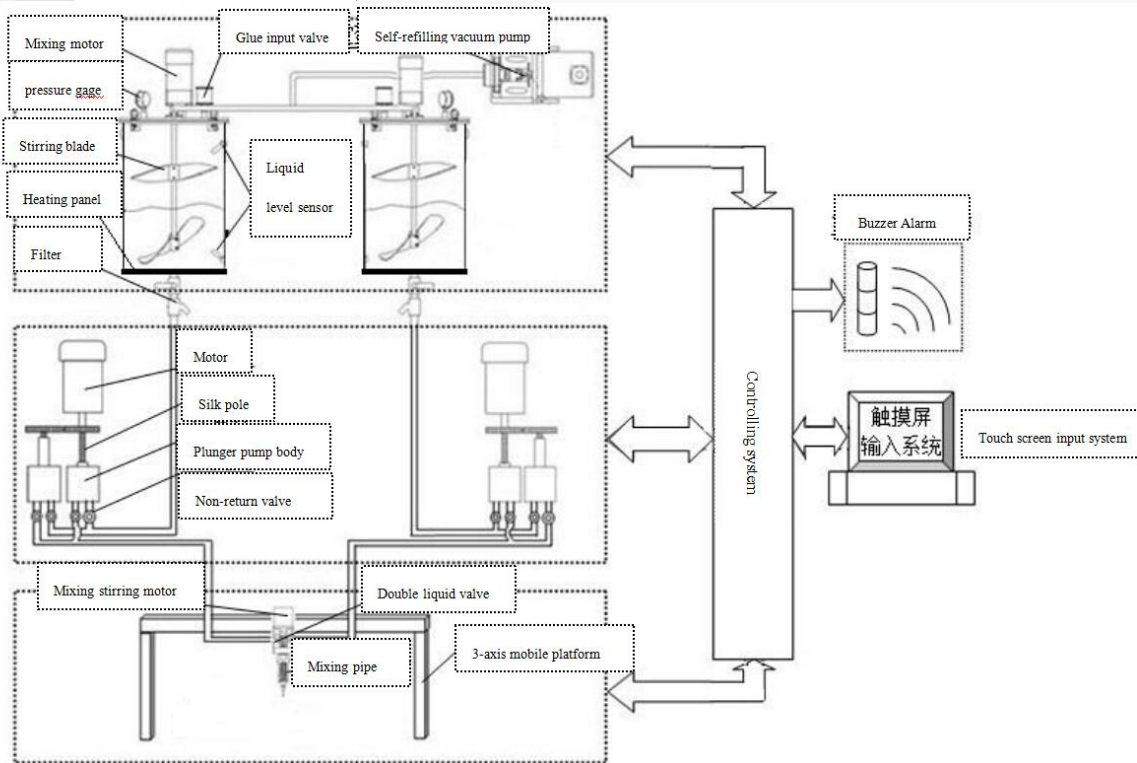 Mixing motor
Glue input valve
Self-refilling vacuum pump
pressure gage
Stirring blade
Heating panel
Filter
Liquid
level sensor
Buzzer Alarm
Motor
Silk pole
Plunger pump body
Non-return valve
Controlling system
触摸屏
输入系统
Touch screen input system
Mixing stirring motor
Double liquid valve
Mixing pipe
3-axis mobile platform